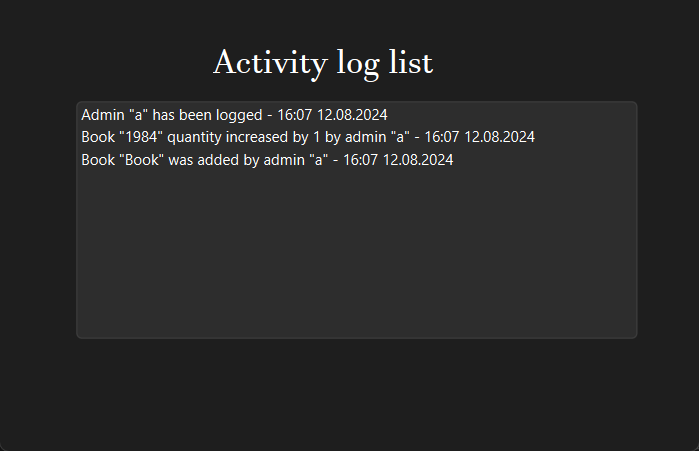 Activity log list
Admin "a" has been logged - 16:07 12.08.2024
Book "1984" quantity increased by 1 by admin "a" - 16:07 12.08.2024
Book "Book" was added by admin "a" - 16:07 12.08.2024